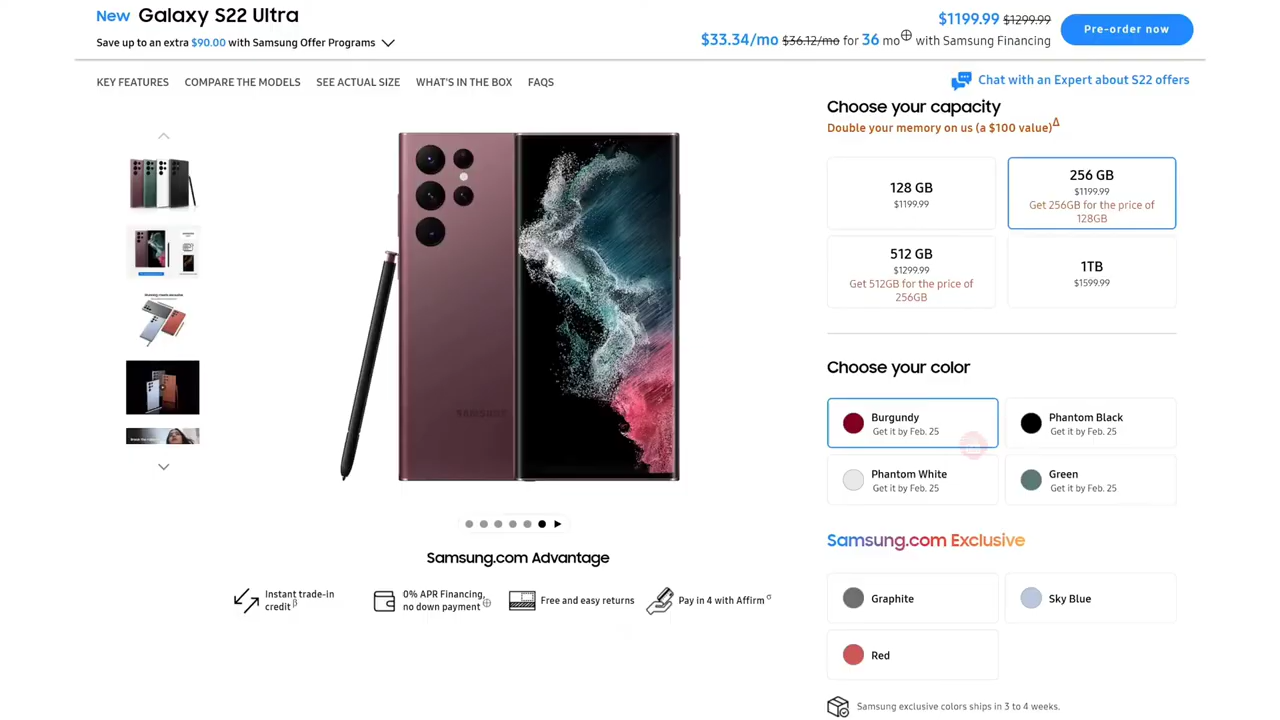 New Galaxy S22 Ultra
Save up to an extra $90.00 with Samsung Offer Programs
$1199.99 $1299.99
$33.34/mo $36.12/mo for 36 mo⊕ with Samsung Financing
Pre-order now
KEY FEATURES COMPARE THE MODELS SEE ACTUAL SIZE WHAT'S IN THE BOX FAQS
Chat with an Expert about S22 offers
SAMSUNG
Samsung.com Advantage
Instant trade-in
credit β
0% APR Financing,
no down payment ⊕
Free and easy returns
Pay in 4 with Affirm σ
Choose your capacity
Double your memory on us (a $100 value)Δ
128 GB
$1199.99
256 GB
$1199.99
Get 256GB for the price of
128GB
512 GB
$1299.99
Get 512GB for the price of
256GB
1TB
$1599.99
Choose your color
Burgundy
Get it by Feb. 25
Phantom Black
Get it by Feb. 25
Phantom White
Get it by Feb. 25
Green
Get it by Feb. 25
Samsung.com Exclusive
Graphite
Sky Blue
Red
Samsung exclusive colors ships in 3 to 4 weeks.